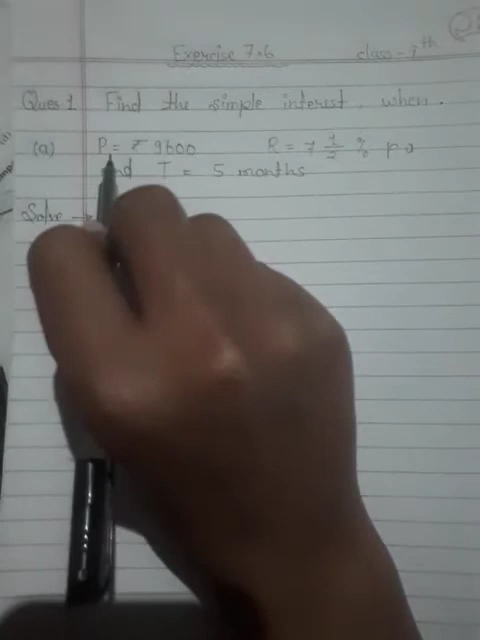 Exercise 7.6 class - 7th
Ques 1 Find the simple interest, when.
(a) P = ₹ 9600 R = 7 1/2 % p.a
and T = 5 months
Solve →